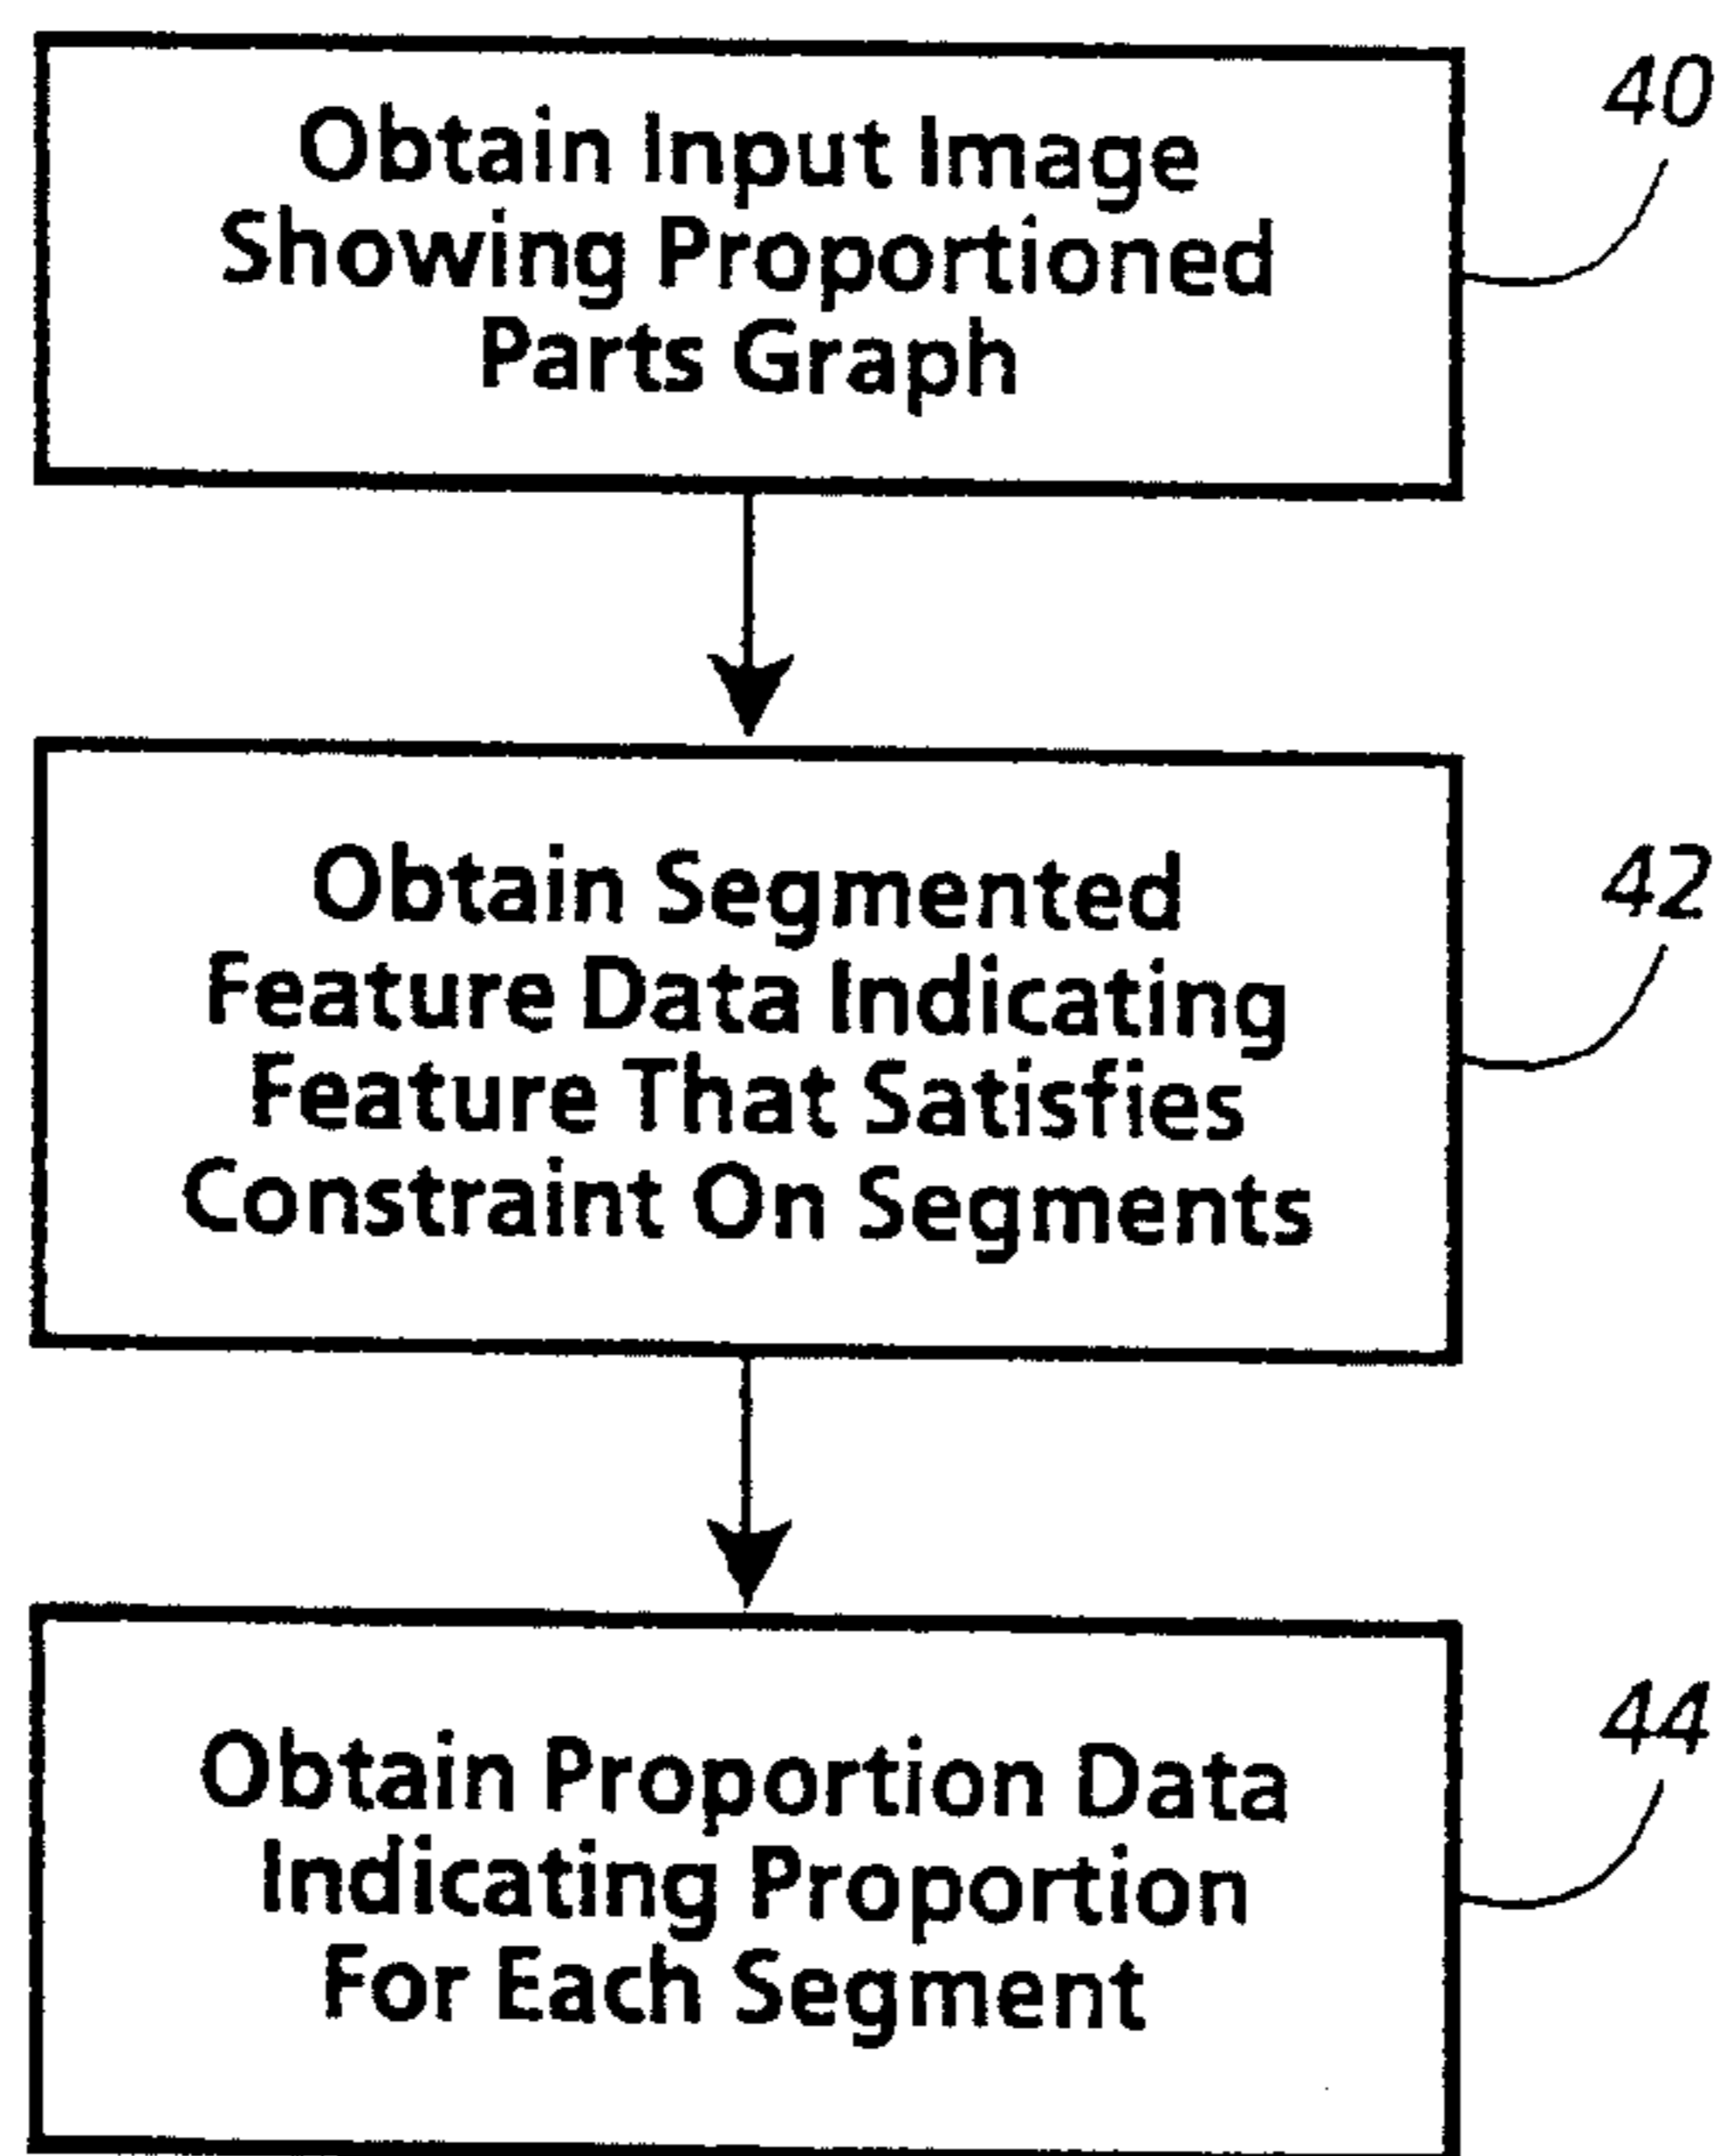 Obtain Input Image
Showing Proportioned
Parts Graph
40
Obtain Segmented
Feature Data Indicating
Feature That Satisfies
Constraint On Segments
42
Obtain Proportion Data
Indicating Proportion
For Each Segment
44